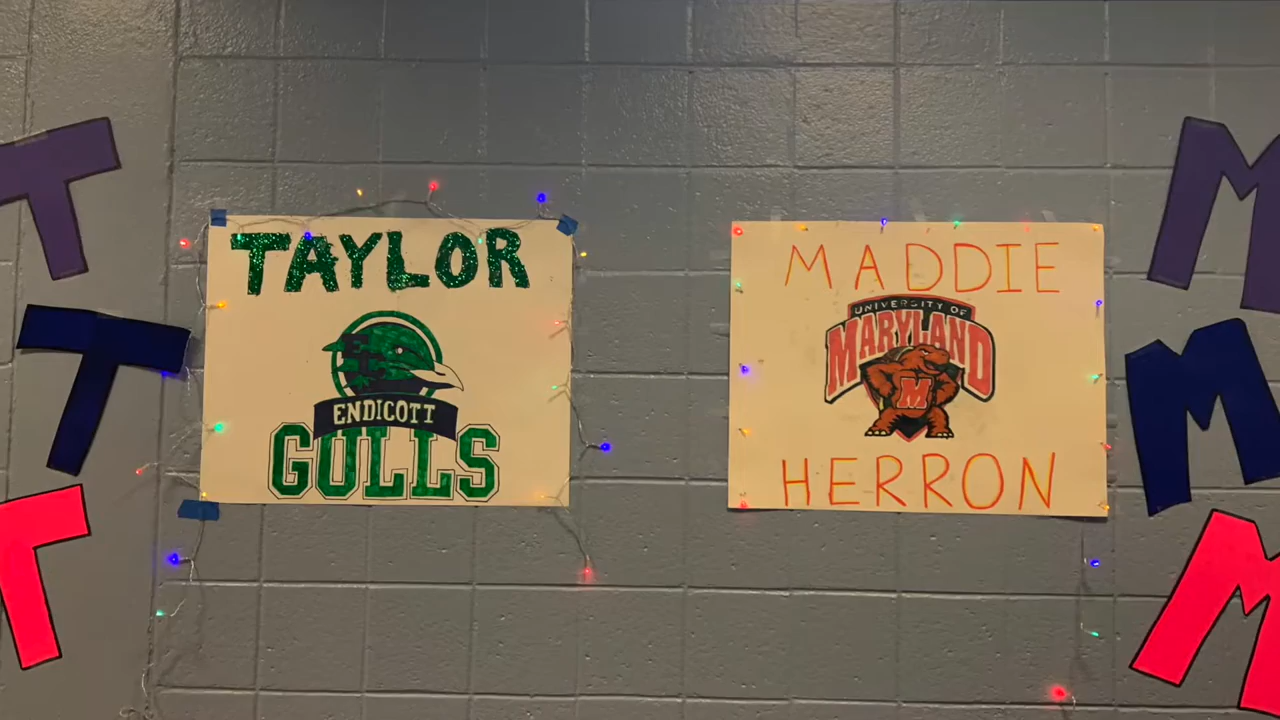 T
T
T
TAYLOR
ENDICOTT
GULLS
MADDIE
UNIVERSITY OF
MARYLAND
M
HERRON
M
M
M